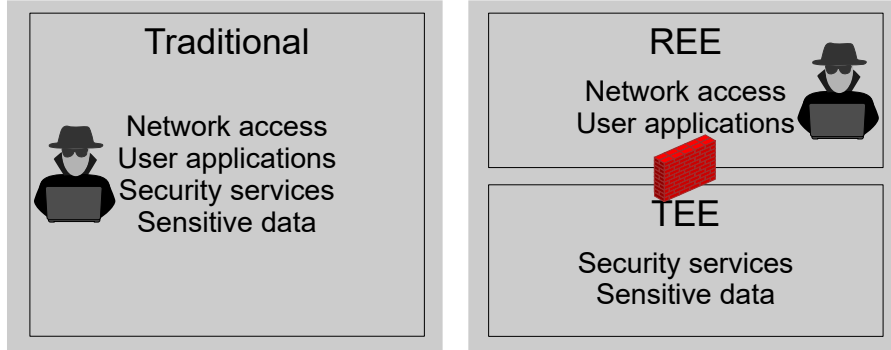 Traditional
Network access
User applications
Security services
Sensitive data
REE
Network access
User applications
TEE
Security services
Sensitive data